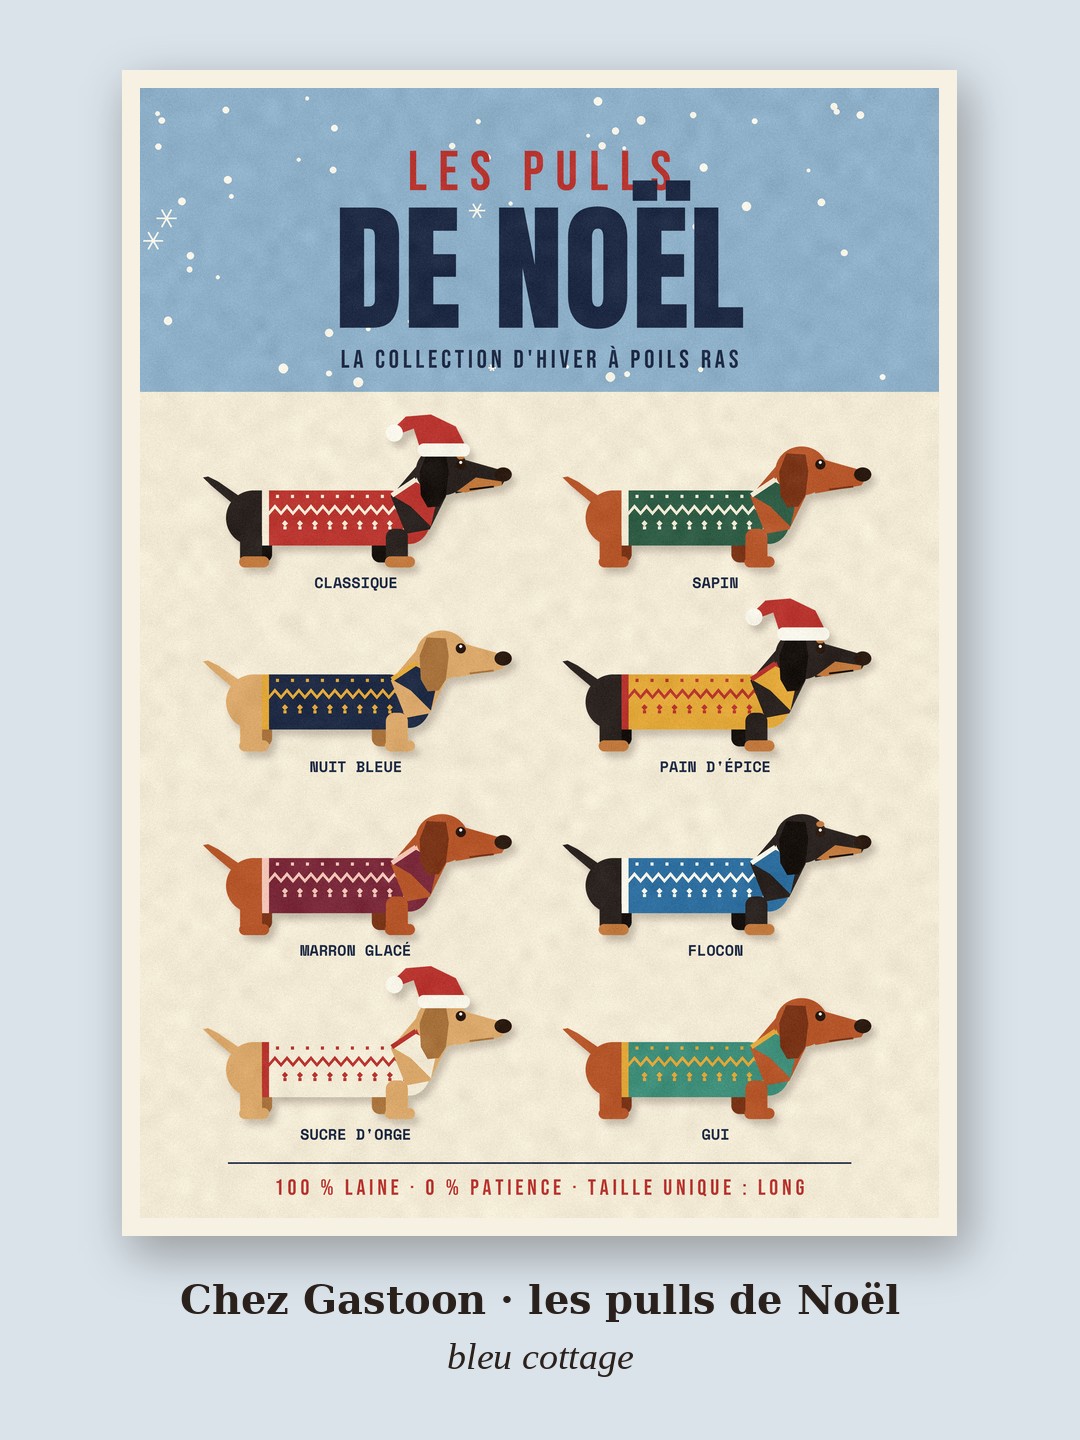 LES PULLS
DE NOËL
LA COLLECTION D'HIVER À POILS RAS
CLASSIQUE
SAPIN
NUIT BLEUE
PAIN D'ÉPICE
MARRON GLACÉ
FLOCON
SUCRE D'ORGE
GUI
100 % LAINE · 0 % PATIENCE · TAILLE UNIQUE : LONG
Chez Gastoon · les pulls de Noël
bleu cottage